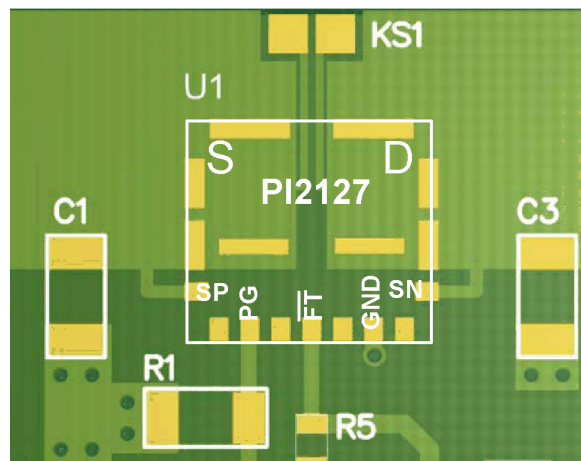 KS1
U1
S D
PI2127
C1
C3
SP PG FT GND SN
R1
R5